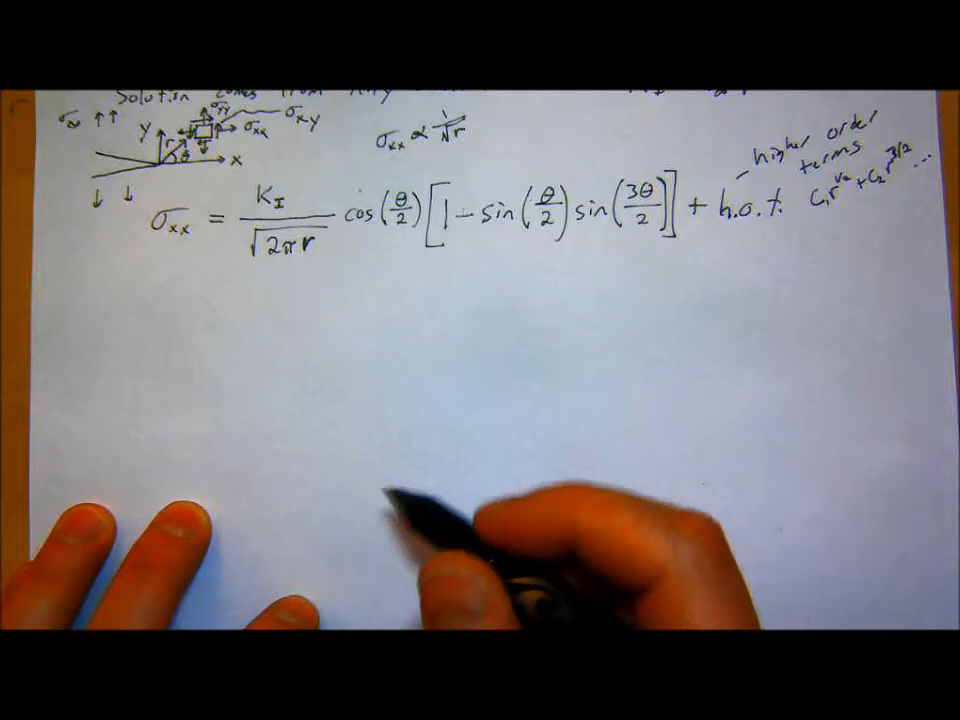 Solution comes from Airy
σ∞ ↑↑ σyy σxy
y r σxx
θ x
σxx ∝ 1/√r
higher order
terms
σxx = K_I/√(2πr) cos(θ/2)[1 - sin(θ/2) sin(3θ/2)] + h.o.t. C₁r^(1/2) + C₂r^(3/2) ...